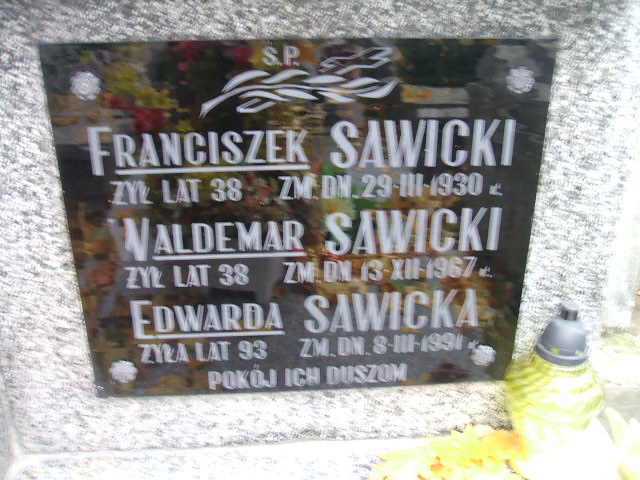 Ś.P.
FRANCISZEK SAWICKI
ŻYŁ LAT 38 ZM. DN. 29-III-1930 R.
WALDEMAR SAWICKI
ŻYŁ LAT 38 ZM. DN 13-XII-1967 R.
EDWARDA SAWICKA
ŻYŁA LAT 93 ZM. DN. 8-III-1991 R.
POKÓJ ICH DUSZOM